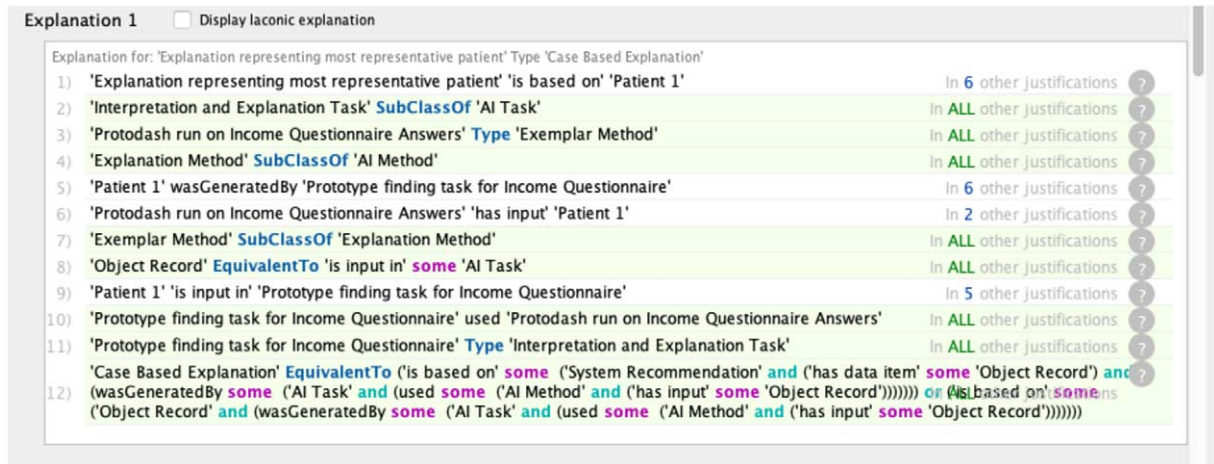 Explanation 1 Display laconic explanation
Explanation for: 'Explanation representing most representative patient' Type 'Case Based Explanation'
1) 'Explanation representing most representative patient' 'is based on' 'Patient 1' In 6 other justifications ?
2) 'Interpretation and Explanation Task' SubClassOf 'AI Task' In ALL other justifications ?
3) 'Protodash run on Income Questionnaire Answers' Type 'Exemplar Method' In ALL other justifications ?
4) 'Explanation Method' SubClassOf 'AI Method' In ALL other justifications ?
5) 'Patient 1' wasGeneratedBy 'Prototype finding task for Income Questionnaire' In 6 other justifications ?
6) 'Protodash run on Income Questionnaire Answers' 'has input' 'Patient 1' In 2 other justifications ?
7) 'Exemplar Method' SubClassOf 'Explanation Method' In ALL other justifications ?
8) 'Object Record' EquivalentTo 'is input in' some 'AI Task' In ALL other justifications ?
9) 'Patient 1' 'is input in' 'Prototype finding task for Income Questionnaire' In 5 other justifications ?
10) 'Prototype finding task for Income Questionnaire' used 'Protodash run on Income Questionnaire Answers' In ALL other justifications ?
11) 'Prototype finding task for Income Questionnaire' Type 'Interpretation and Explanation Task' In ALL other justifications ?
'Case Based Explanation' EquivalentTo ('is based on' some ('System Recommendation' and ('has data item' some 'Object Record') and ?
12) (wasGeneratedBy some ('AI Task' and (used some ('AI Method' and ('has input' some 'Object Record'))))))) or ('is based on' some In ALL other justifications
('Object Record' and (wasGeneratedBy some ('AI Task' and (used some ('AI Method' and ('has input' some 'Object Record')))))))